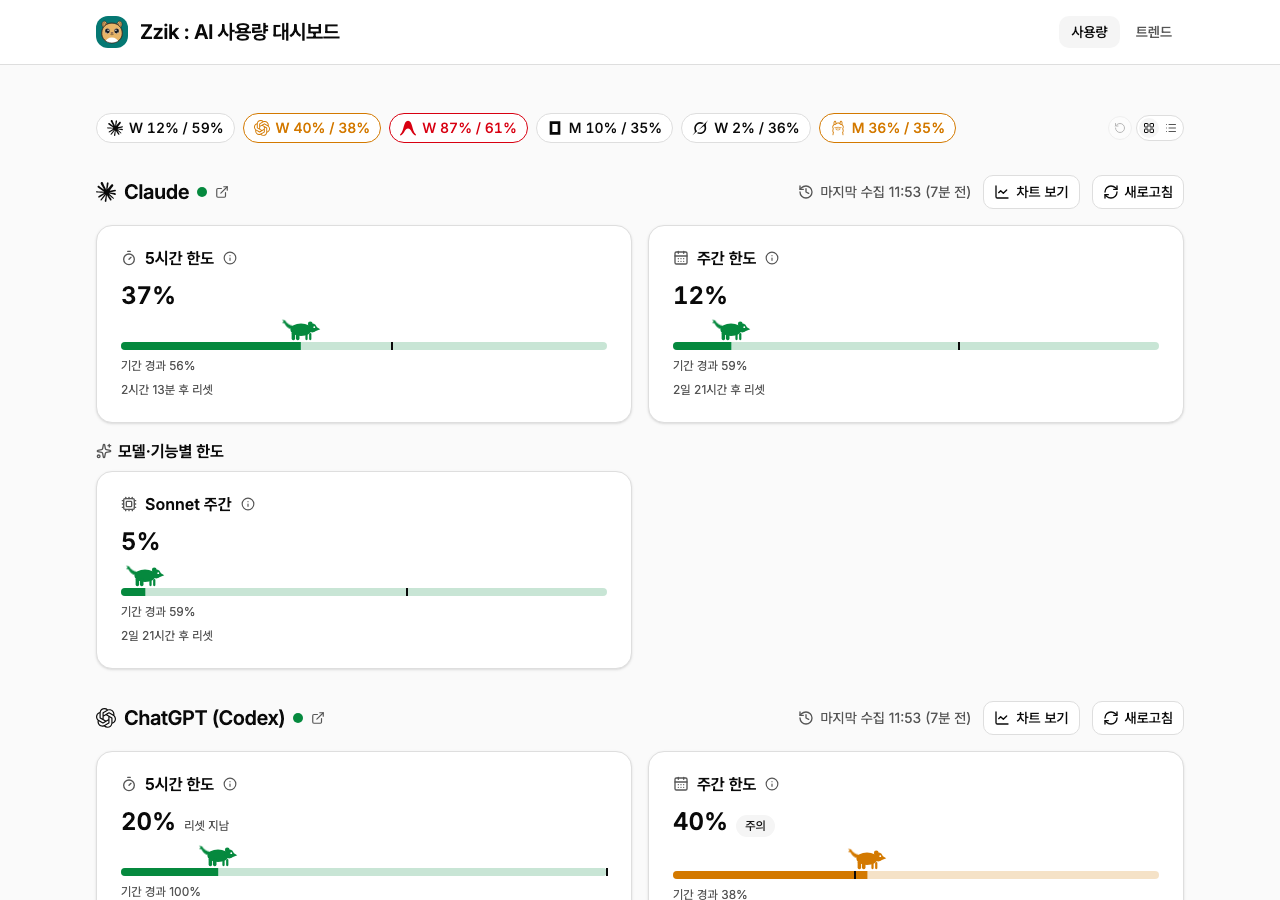 Zzik : AI 사용량 대시보드
사용량
트렌드
W 12% / 59%
W 40% / 38%
W 87% / 61%
M 10% / 35%
W 2% / 36%
M 36% / 35%
Claude
마지막 수집 11:53 (7분 전)
차트 보기
새로고침
5시간 한도
37%
기간 경과 56%
2시간 13분 후 리셋
주간 한도
12%
기간 경과 59%
2일 21시간 후 리셋
모델·기능별 한도
Sonnet 주간
5%
기간 경과 59%
2일 21시간 후 리셋
ChatGPT (Codex)
마지막 수집 11:53 (7분 전)
차트 보기
새로고침
5시간 한도
20% 리셋 지남
기간 경과 100%
주간 한도
40% 주의
기간 경과 38%